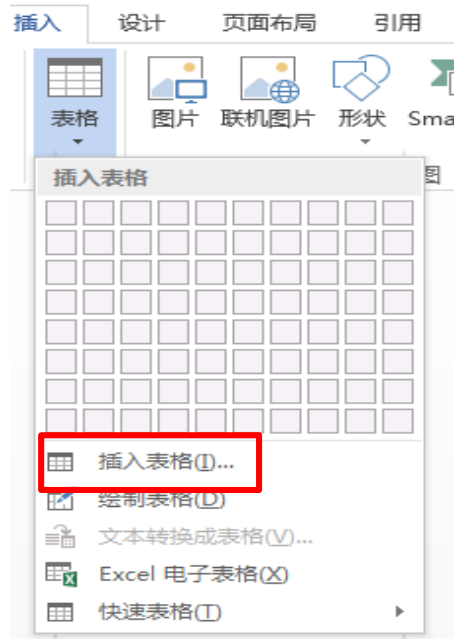 插入 设计 页面布局 引用
表格 图片 联机图片 形状 Sma
图
插入表格
插入表格(I)...
绘制表格(D)
文本转换成表格(V)...
Excel 电子表格(X)
快速表格(T)